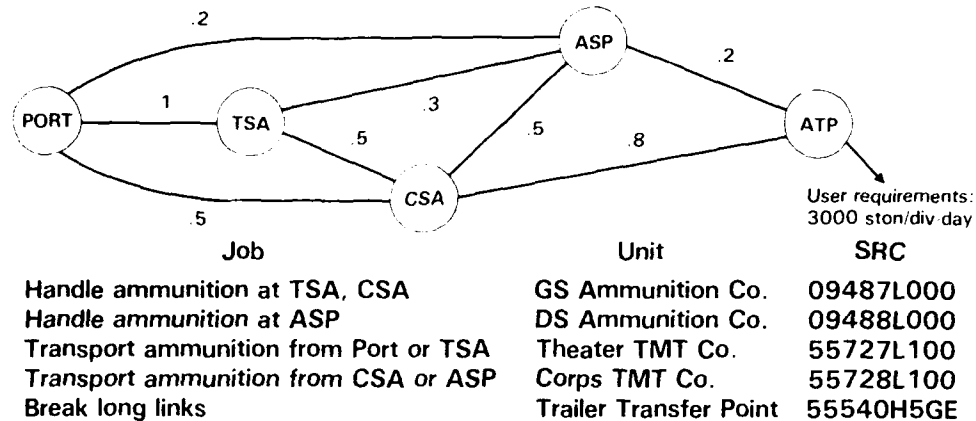 .2
ASP
.2
PORT
1
TSA
.3
ATP
.5
.5
.8
CSA
.5
User requirements:
3000 ston/div-day
Job Unit SRC
Handle ammunition at TSA, CSA GS Ammunition Co. 09487L000
Handle ammunition at ASP DS Ammunition Co. 09488L000
Transport ammunition from Port or TSA Theater TMT Co. 55727L100
Transport ammunition from CSA or ASP Corps TMT Co. 55728L100
Break long links Trailer Transfer Point 55540H5GE